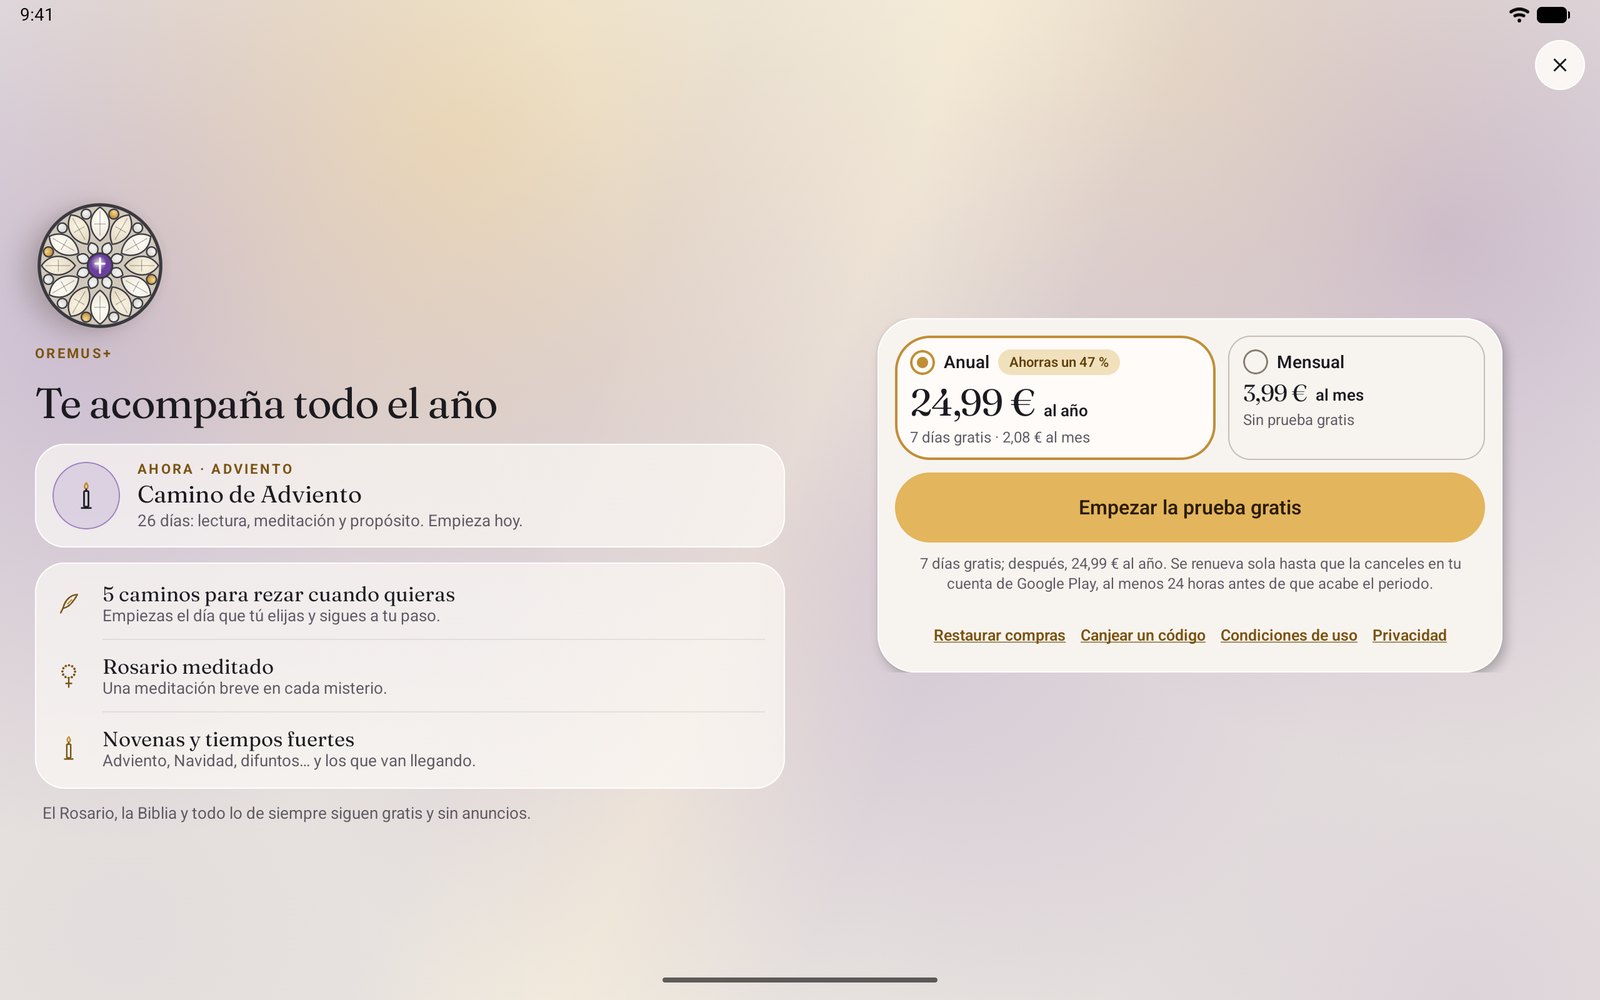 9:41
OREMUS+
Te acompaña todo el año
AHORA · ADVIENTO
Camino de Adviento
26 días: lectura, meditación y propósito. Empieza hoy.
5 caminos para rezar cuando quieras
Empiezas el día que tú elijas y sigues a tu paso.
Rosario meditado
Una meditación breve en cada misterio.
Novenas y tiempos fuertes
Adviento, Navidad, difuntos… y los que van llegando.
El Rosario, la Biblia y todo lo de siempre siguen gratis y sin anuncios.
Anual Ahorras un 47 %
24,99 € al año
7 días gratis · 2,08 € al mes
Mensual
3,99 € al mes
Sin prueba gratis
Empezar la prueba gratis
7 días gratis; después, 24,99 € al año. Se renueva sola hasta que la canceles en tu
cuenta de Google Play, al menos 24 horas antes de que acabe el periodo.
Restaurar compras Canjear un código Condiciones de uso Privacidad